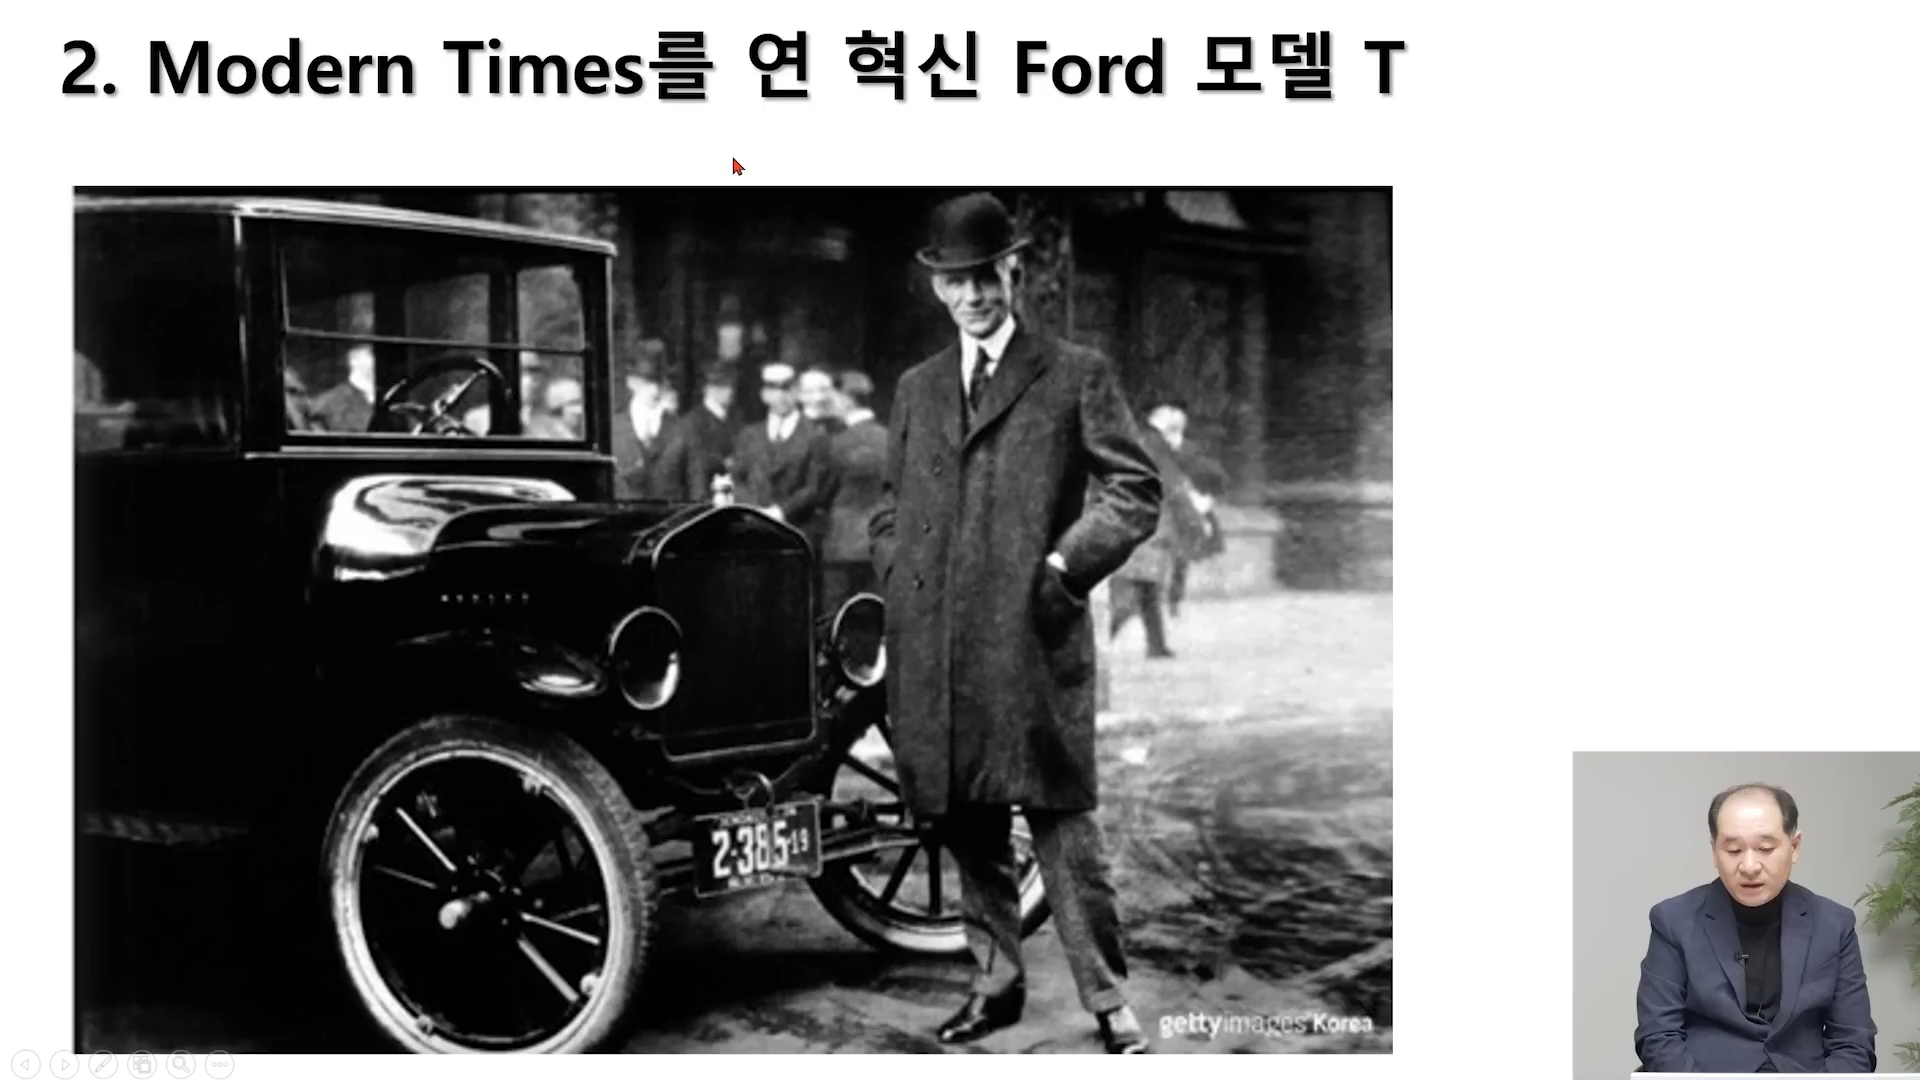 2. Modern Times를 연 혁신 Ford 모델 T
2-385-19
gettyimages Korea